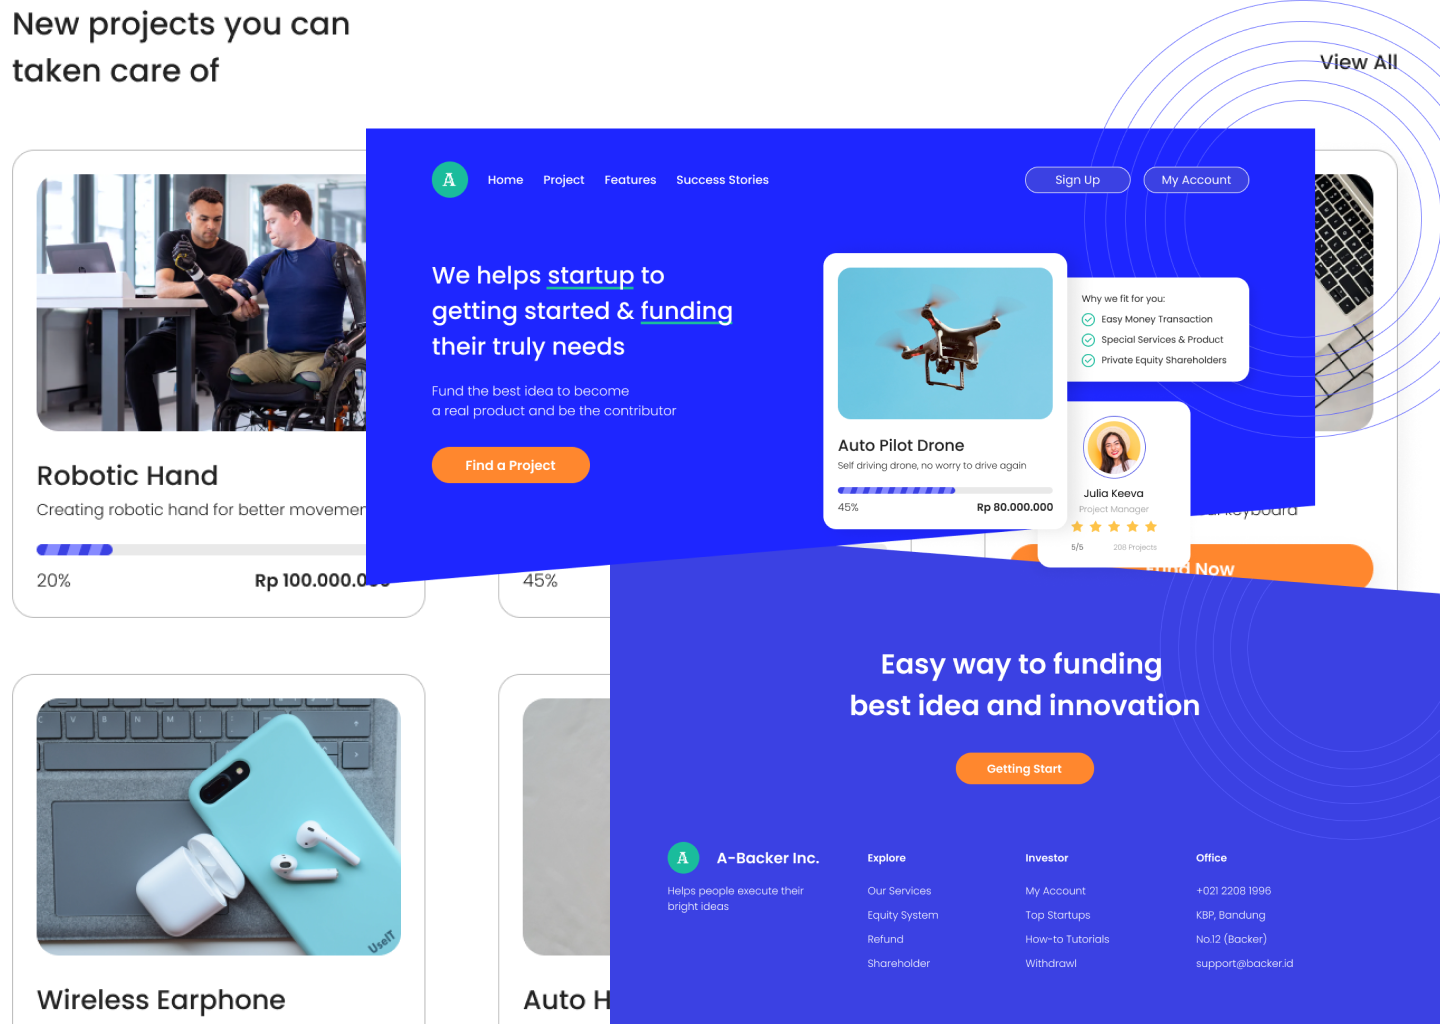 New projects you can
taken care of
View All
A
Home
Project
Features
Success Stories
Sign Up
My Account
We helps startup to
getting started & funding
their truly needs
Fund the best idea to become
a real product and be the contributor
Find a Project
Auto Pilot Drone
Self driving drone, no worry to drive again
45%
Rp 80.000.000
Why we fit for you:
Easy Money Transaction
Special Services & Product
Private Equity Shareholders
Julia Keeva
Project Manager
5/5
208 Projects
Robotic Hand
Creating robotic hand for better
20%
Rp 100.000.000
45%
keyboard
Fund Now
Easy way to funding
best idea and innovation
Getting Start
A
A-Backer Inc.
Helps people execute their
bright ideas
Explore
Our Services
Equity System
Refund
Shareholder
Investor
My Account
Top Startups
How-to Tutorials
Withdrawl
Office
+021 2208 1996
KBP, Bandung
No.12 (Backer)
support@backer.id
C V B N M
UseIT
Wireless Earphone
Auto